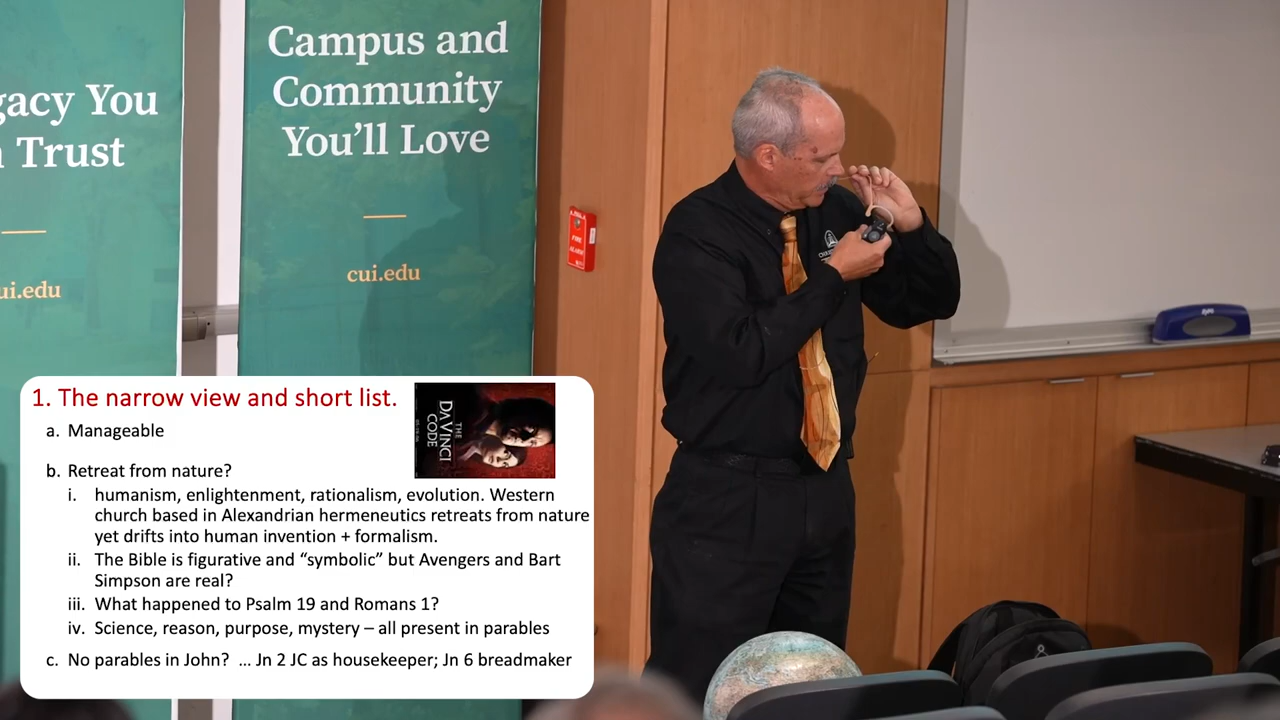 gacy You
Trust
ui.edu
Campus and
Community
You’ll Love
cui.edu
1. The narrow view and short list.
THE
DAVINCI
CODE
a. Manageable
b. Retreat from nature?
i. humanism, enlightenment, rationalism, evolution. Western
church based in Alexandrian hermeneutics retreats from nature
yet drifts into human invention + formalism.
ii. The Bible is figurative and “symbolic” but Avengers and Bart
Simpson are real?
iii. What happened to Psalm 19 and Romans 1?
iv. Science, reason, purpose, mystery – all present in parables
c. No parables in John? ... Jn 2 JC as housekeeper; Jn 6 breadmaker